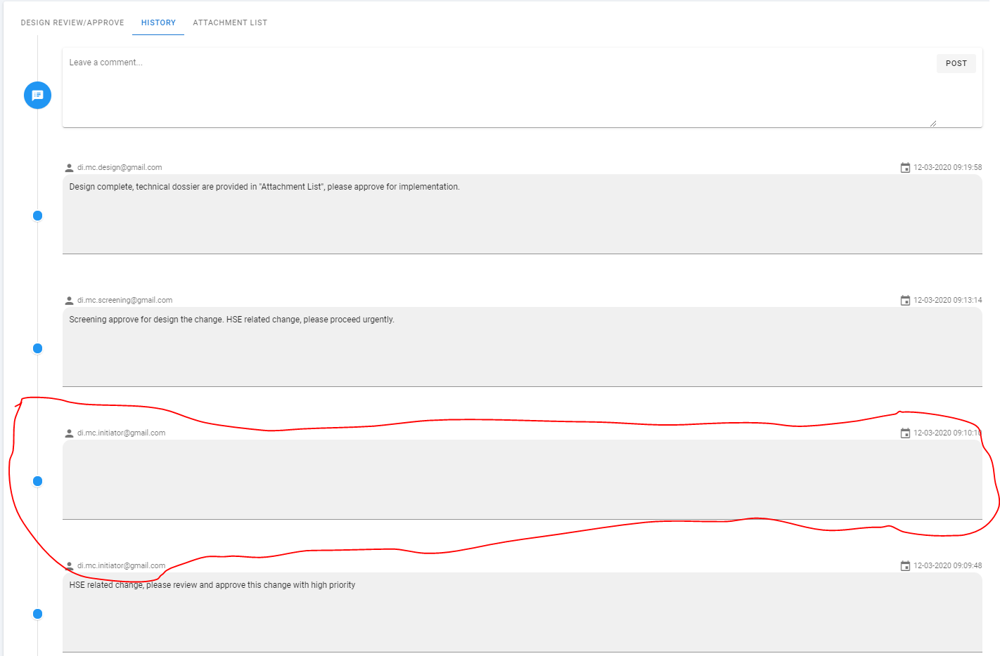 DESIGN REVIEW/APPROVE HISTORY ATTACHMENT LIST
Leave a comment... POST
di.mc.design@gmail.com 12-03-2020 09:19:58
Design complete, technical dossier are provided in "Attachment List", please approve for implementation.
di.mc.screening@gmail.com 12-03-2020 09:13:14
Screening approve for design the change. HSE related change, please proceed urgently.
di.mc.initiator@gmail.com 12-03-2020 09:10:10
di.mc.initiator@gmail.com 12-03-2020 09:09:48
HSE related change, please review and approve this change with high priority